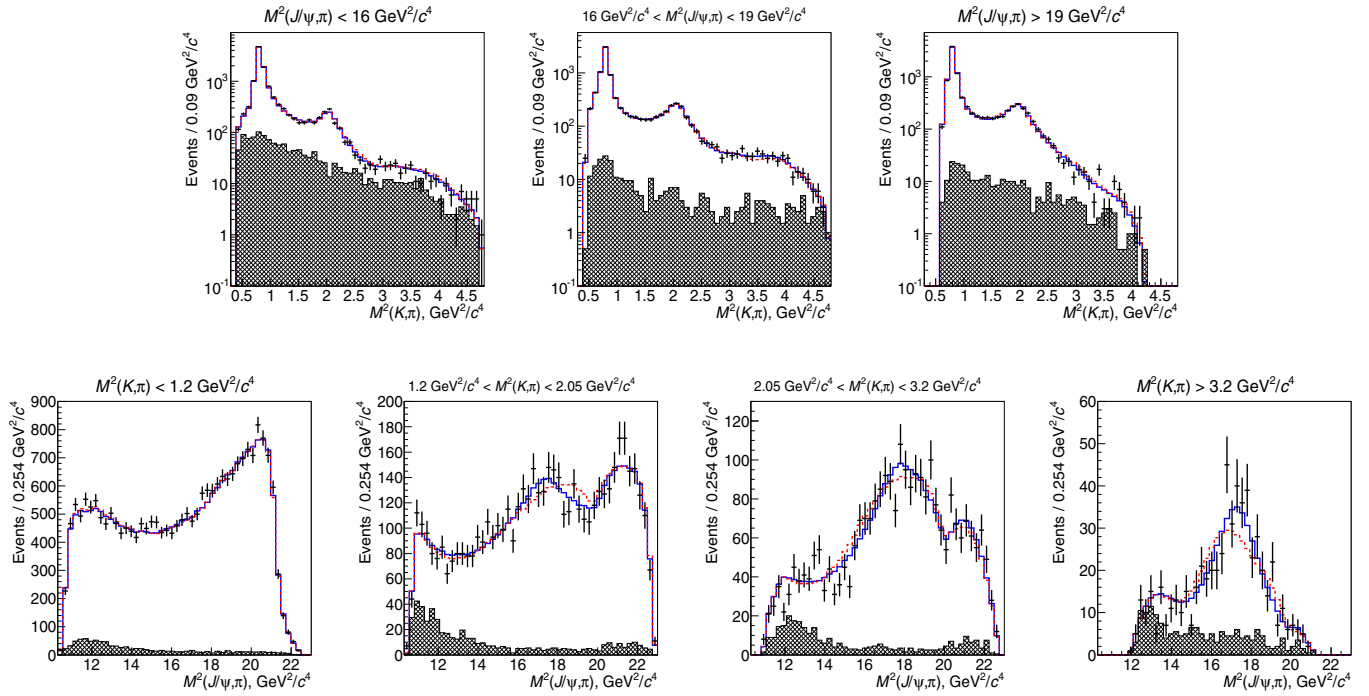 M²(J/ψ,π) < 16 GeV²/c⁴
16 GeV²/c⁴ < M²(J/ψ,π) < 19 GeV²/c⁴
M²(J/ψ,π) > 19 GeV²/c⁴
Events / 0.09 GeV²/c⁴
10³
10²
10
1
10⁻¹
0.5 1 1.5 2 2.5 3 3.5 4 4.5
M²(K,π), GeV²/c⁴
Events / 0.09 GeV²/c⁴
10³
10²
10
1
10⁻¹
0.5 1 1.5 2 2.5 3 3.5 4 4.5
M²(K,π), GeV²/c⁴
Events / 0.09 GeV²/c⁴
10³
10²
10
1
10⁻¹
0.5 1 1.5 2 2.5 3 3.5 4 4.5
M²(K,π), GeV²/c⁴
M²(K,π) < 1.2 GeV²/c⁴
1.2 GeV²/c⁴ < M²(K,π) < 2.05 GeV²/c⁴
2.05 GeV²/c⁴ < M²(K,π) < 3.2 GeV²/c⁴
M²(K,π) > 3.2 GeV²/c⁴
Events / 0.254 GeV²/c⁴
900
800
700
600
500
400
300
200
100
0
12 14 16 18 20 22
M²(J/ψ,π), GeV²/c⁴
Events / 0.254 GeV²/c⁴
200
180
160
140
120
100
80
60
40
20
0
12 14 16 18 20 22
M²(J/ψ,π), GeV²/c⁴
Events / 0.254 GeV²/c⁴
120
100
80
60
40
20
0
12 14 16 18 20 22
M²(J/ψ,π), GeV²/c⁴
Events / 0.254 GeV²/c⁴
60
50
40
30
20
10
0
12 14 16 18 20 22
M²(J/ψ,π), GeV²/c⁴